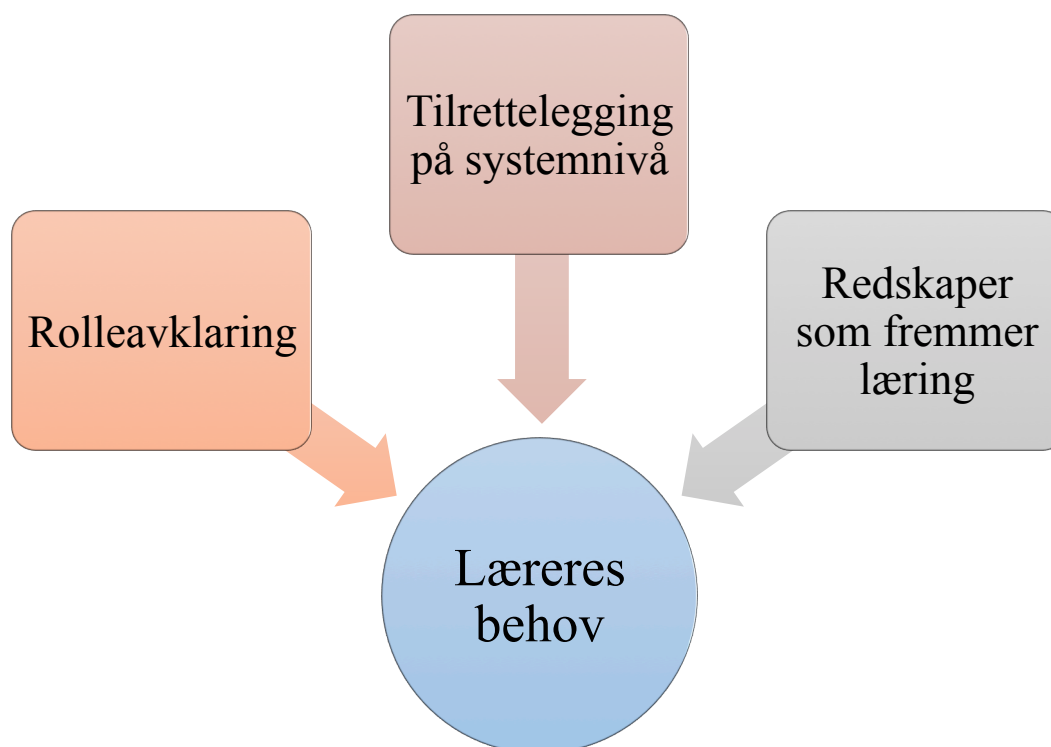 Tilrettelegging
på systemnivå
Rolleavklaring
Redskaper
som fremmer
læring
Læreres
behov